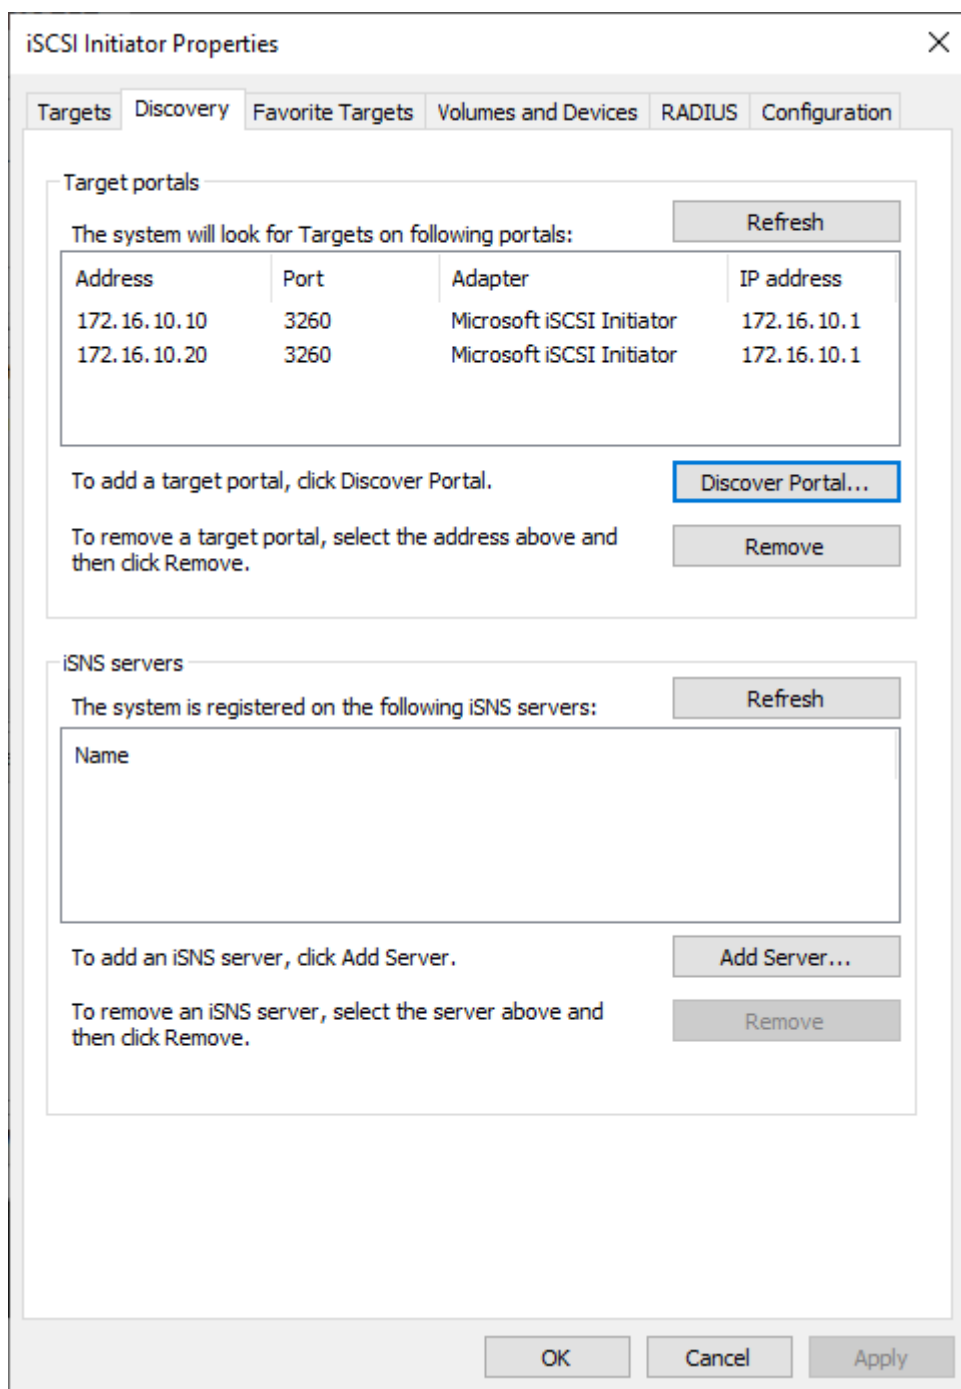 iSCSI Initiator Properties
Targets Discovery Favorite Targets Volumes and Devices RADIUS Configuration
Target portals
The system will look for Targets on following portals:
Refresh
Address Port Adapter IP address
172.16.10.10 3260 Microsoft iSCSI Initiator 172.16.10.1
172.16.10.20 3260 Microsoft iSCSI Initiator 172.16.10.1
To add a target portal, click Discover Portal.
Discover Portal...
To remove a target portal, select the address above and
then click Remove.
Remove
iSNS servers
The system is registered on the following iSNS servers:
Refresh
Name
To add an iSNS server, click Add Server.
Add Server...
To remove an iSNS server, select the server above and
then click Remove.
Remove
OK Cancel Apply